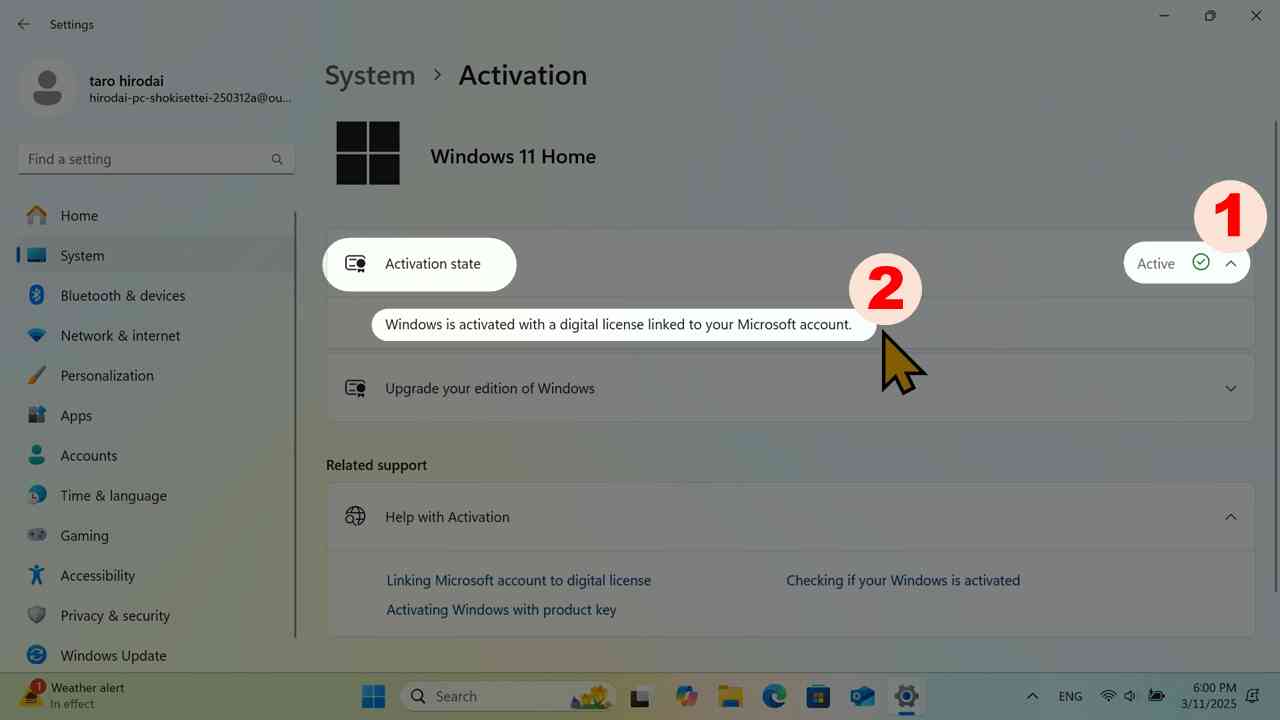 Settings
taro hirodai
hirodai-pc-shokisettei-250312a@ou...
Find a setting
Home
System
Bluetooth & devices
Network & internet
Personalization
Apps
Accounts
Time & language
Gaming
Accessibility
Privacy & security
Windows Update
System > Activation
Windows 11 Home
1
Activation state
Active
2
Windows is activated with a digital license linked to your Microsoft account.
Upgrade your edition of Windows
Related support
Help with Activation
Linking Microsoft account to digital license
Checking if your Windows is activated
Activating Windows with product key
1
Weather alert
In effect
Search
ENG
6:00 PM
3/11/2025